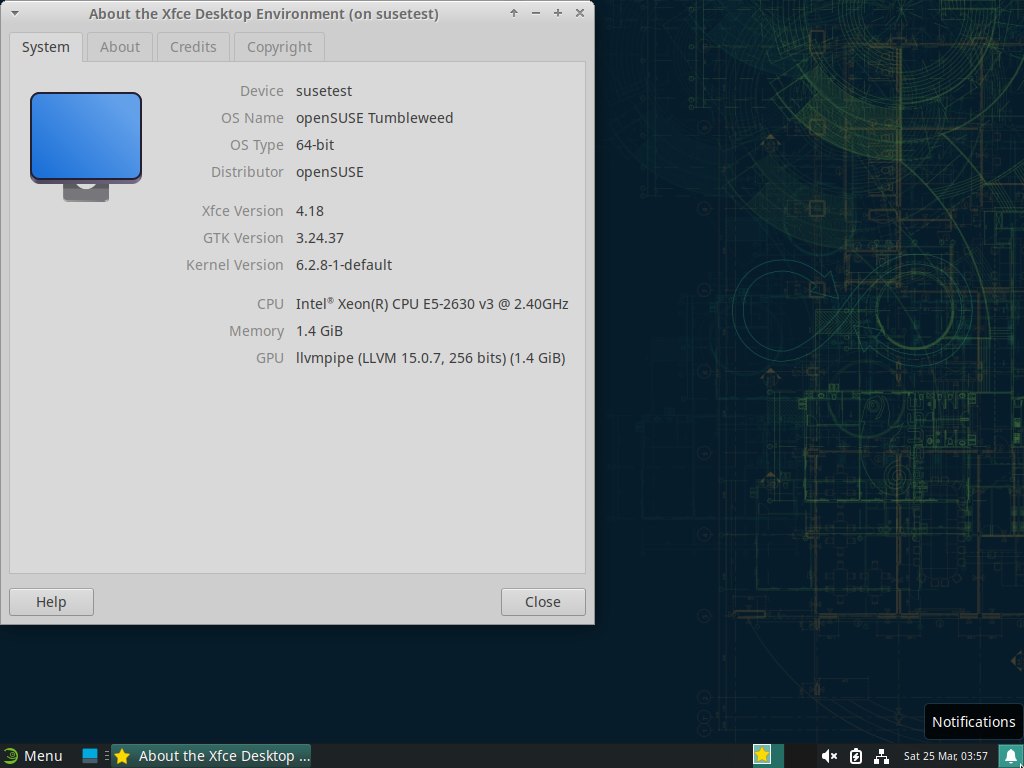 About the Xfce Desktop Environment (on susetest)
System About Credits Copyright
Device susetest
OS Name openSUSE Tumbleweed
OS Type 64-bit
Distributor openSUSE
Xfce Version 4.18
GTK Version 3.24.37
Kernel Version 6.2.8-1-default
CPU Intel® Xeon(R) CPU E5-2630 v3 @ 2.40GHz
Memory 1.4 GiB
GPU llvmpipe (LLVM 15.0.7, 256 bits) (1.4 GiB)
Help Close
Notifications
Menu About the Xfce Desktop ... Sat 25 Mar, 03:57